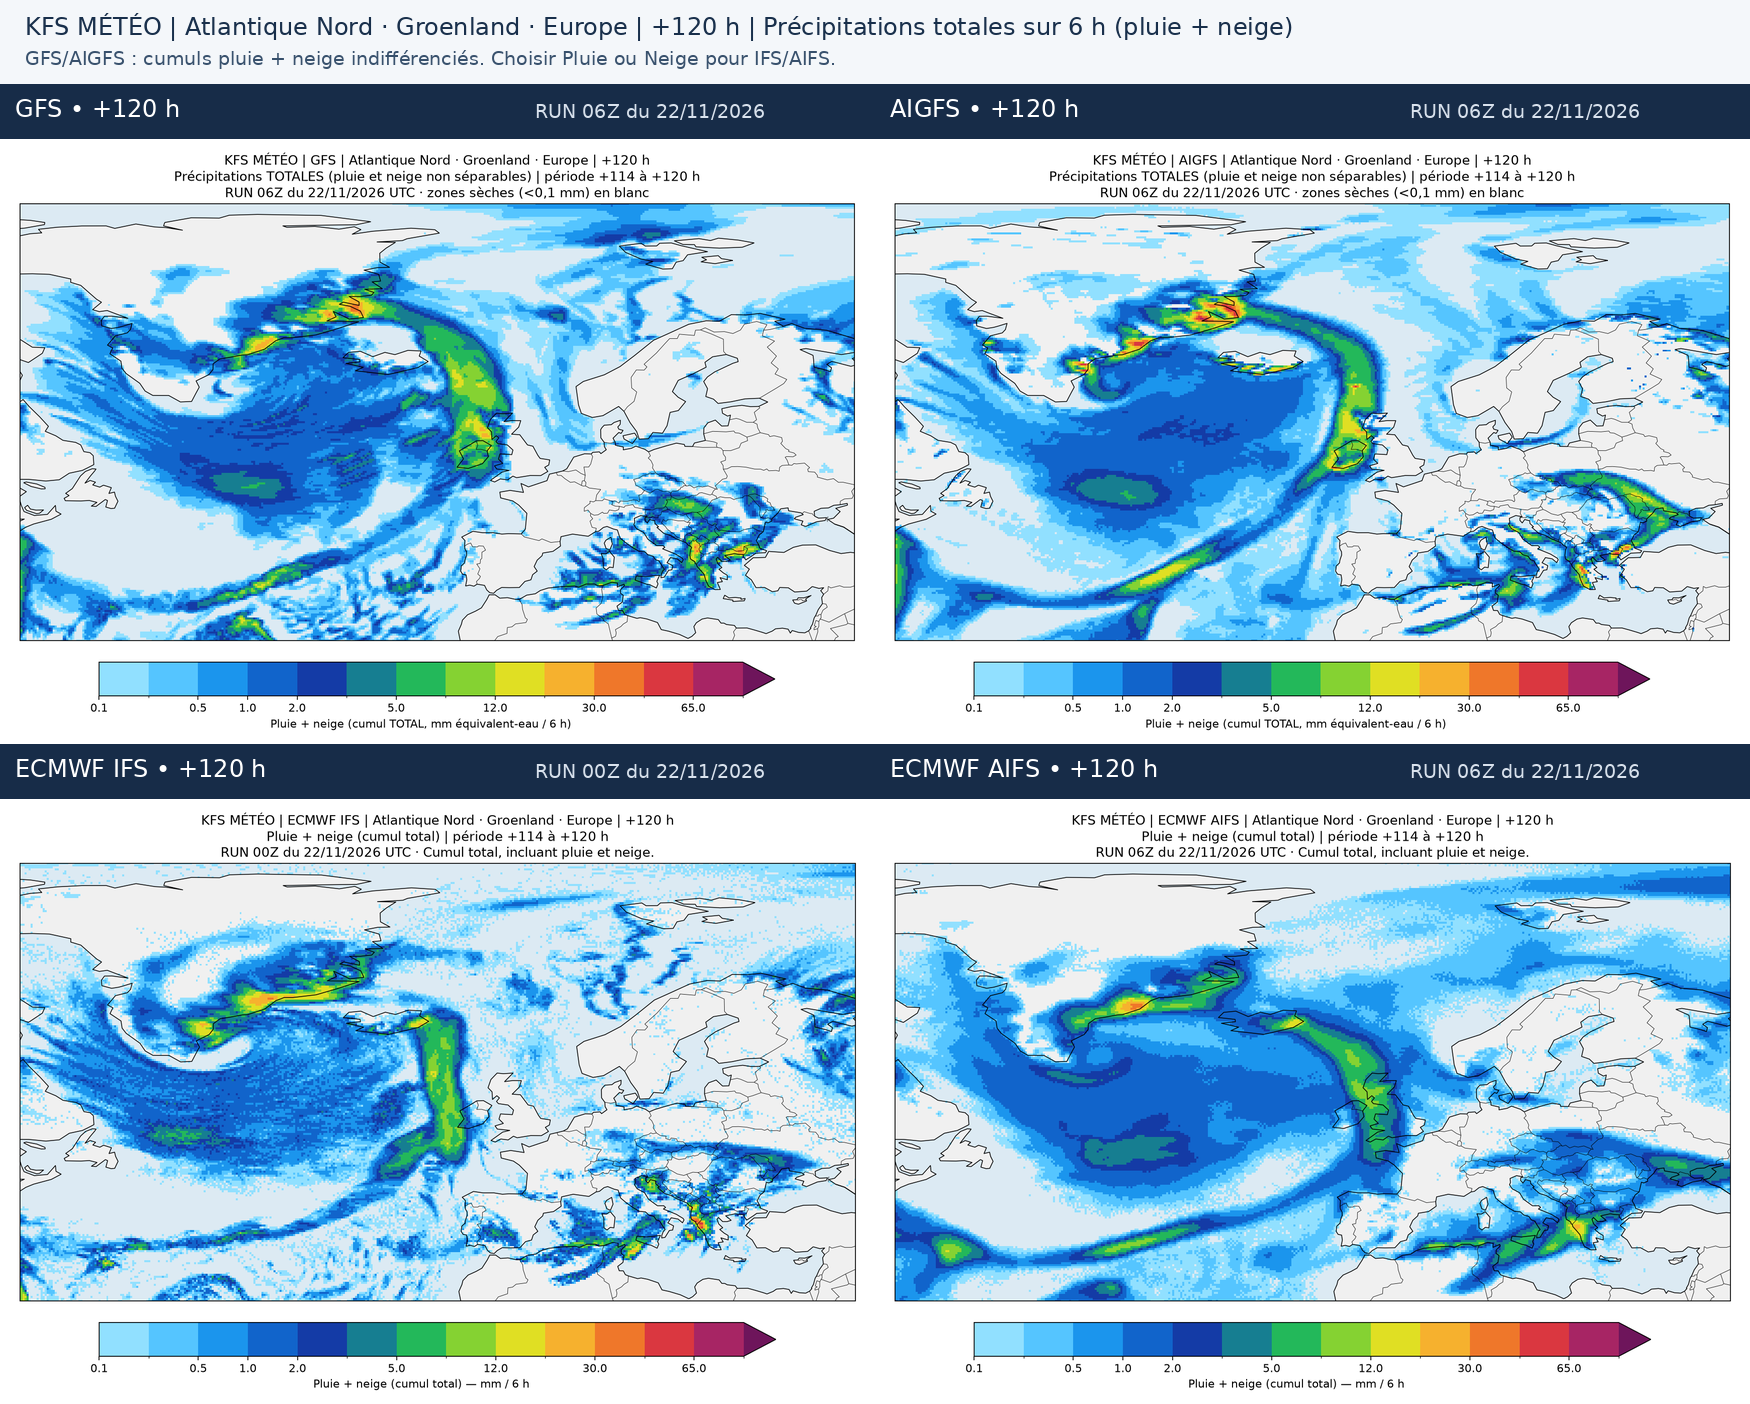 KFS MÉTÉO | Atlantique Nord · Groenland · Europe | +120 h | Précipitations totales sur 6 h (pluie + neige)
GFS/AIGFS : cumuls pluie + neige indifférenciés. Choisir Pluie ou Neige pour IFS/AIFS.
GFS • +120 h
RUN 06Z du 22/11/2026
KFS MÉTÉO | GFS | Atlantique Nord · Groenland · Europe | +120 h
Précipitations TOTALES (pluie et neige non séparables) | période +114 à +120 h
RUN 06Z du 22/11/2026 UTC · zones sèches (<0,1 mm) en blanc
0.1 0.5 1.0 2.0 5.0 12.0 30.0 65.0
Pluie + neige (cumul TOTAL, mm équivalent-eau / 6 h)
AIGFS • +120 h
RUN 06Z du 22/11/2026
KFS MÉTÉO | AIGFS | Atlantique Nord · Groenland · Europe | +120 h
Précipitations TOTALES (pluie et neige non séparables) | période +114 à +120 h
RUN 06Z du 22/11/2026 UTC · zones sèches (<0,1 mm) en blanc
0.1 0.5 1.0 2.0 5.0 12.0 30.0 65.0
Pluie + neige (cumul TOTAL, mm équivalent-eau / 6 h)
ECMWF IFS • +120 h
RUN 00Z du 22/11/2026
KFS MÉTÉO | ECMWF IFS | Atlantique Nord · Groenland · Europe | +120 h
Pluie + neige (cumul total) | période +114 à +120 h
RUN 00Z du 22/11/2026 UTC · Cumul total, incluant pluie et neige.
0.1 0.5 1.0 2.0 5.0 12.0 30.0 65.0
Pluie + neige (cumul total) — mm / 6 h
ECMWF AIFS • +120 h
RUN 06Z du 22/11/2026
KFS MÉTÉO | ECMWF AIFS | Atlantique Nord · Groenland · Europe | +120 h
Pluie + neige (cumul total) | période +114 à +120 h
RUN 06Z du 22/11/2026 UTC · Cumul total, incluant pluie et neige.
0.1 0.5 1.0 2.0 5.0 12.0 30.0 65.0
Pluie + neige (cumul total) — mm / 6 h